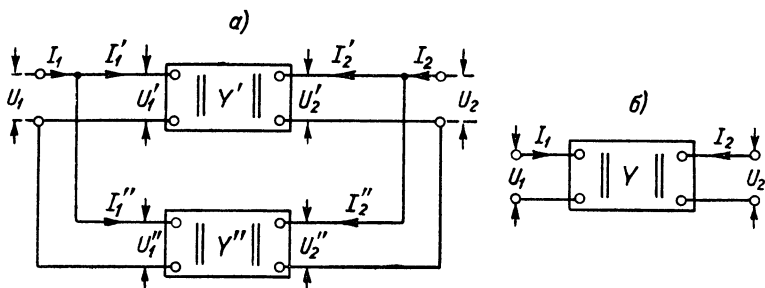 а)
I₁ I₁′ I₂′ I₂
U₁ U₁′ ||Y′|| U₂′ U₂
I₁″ I₂″
U₁″ ||Y″|| U₂″
б)
I₁ I₂
U₁ ||Y|| U₂